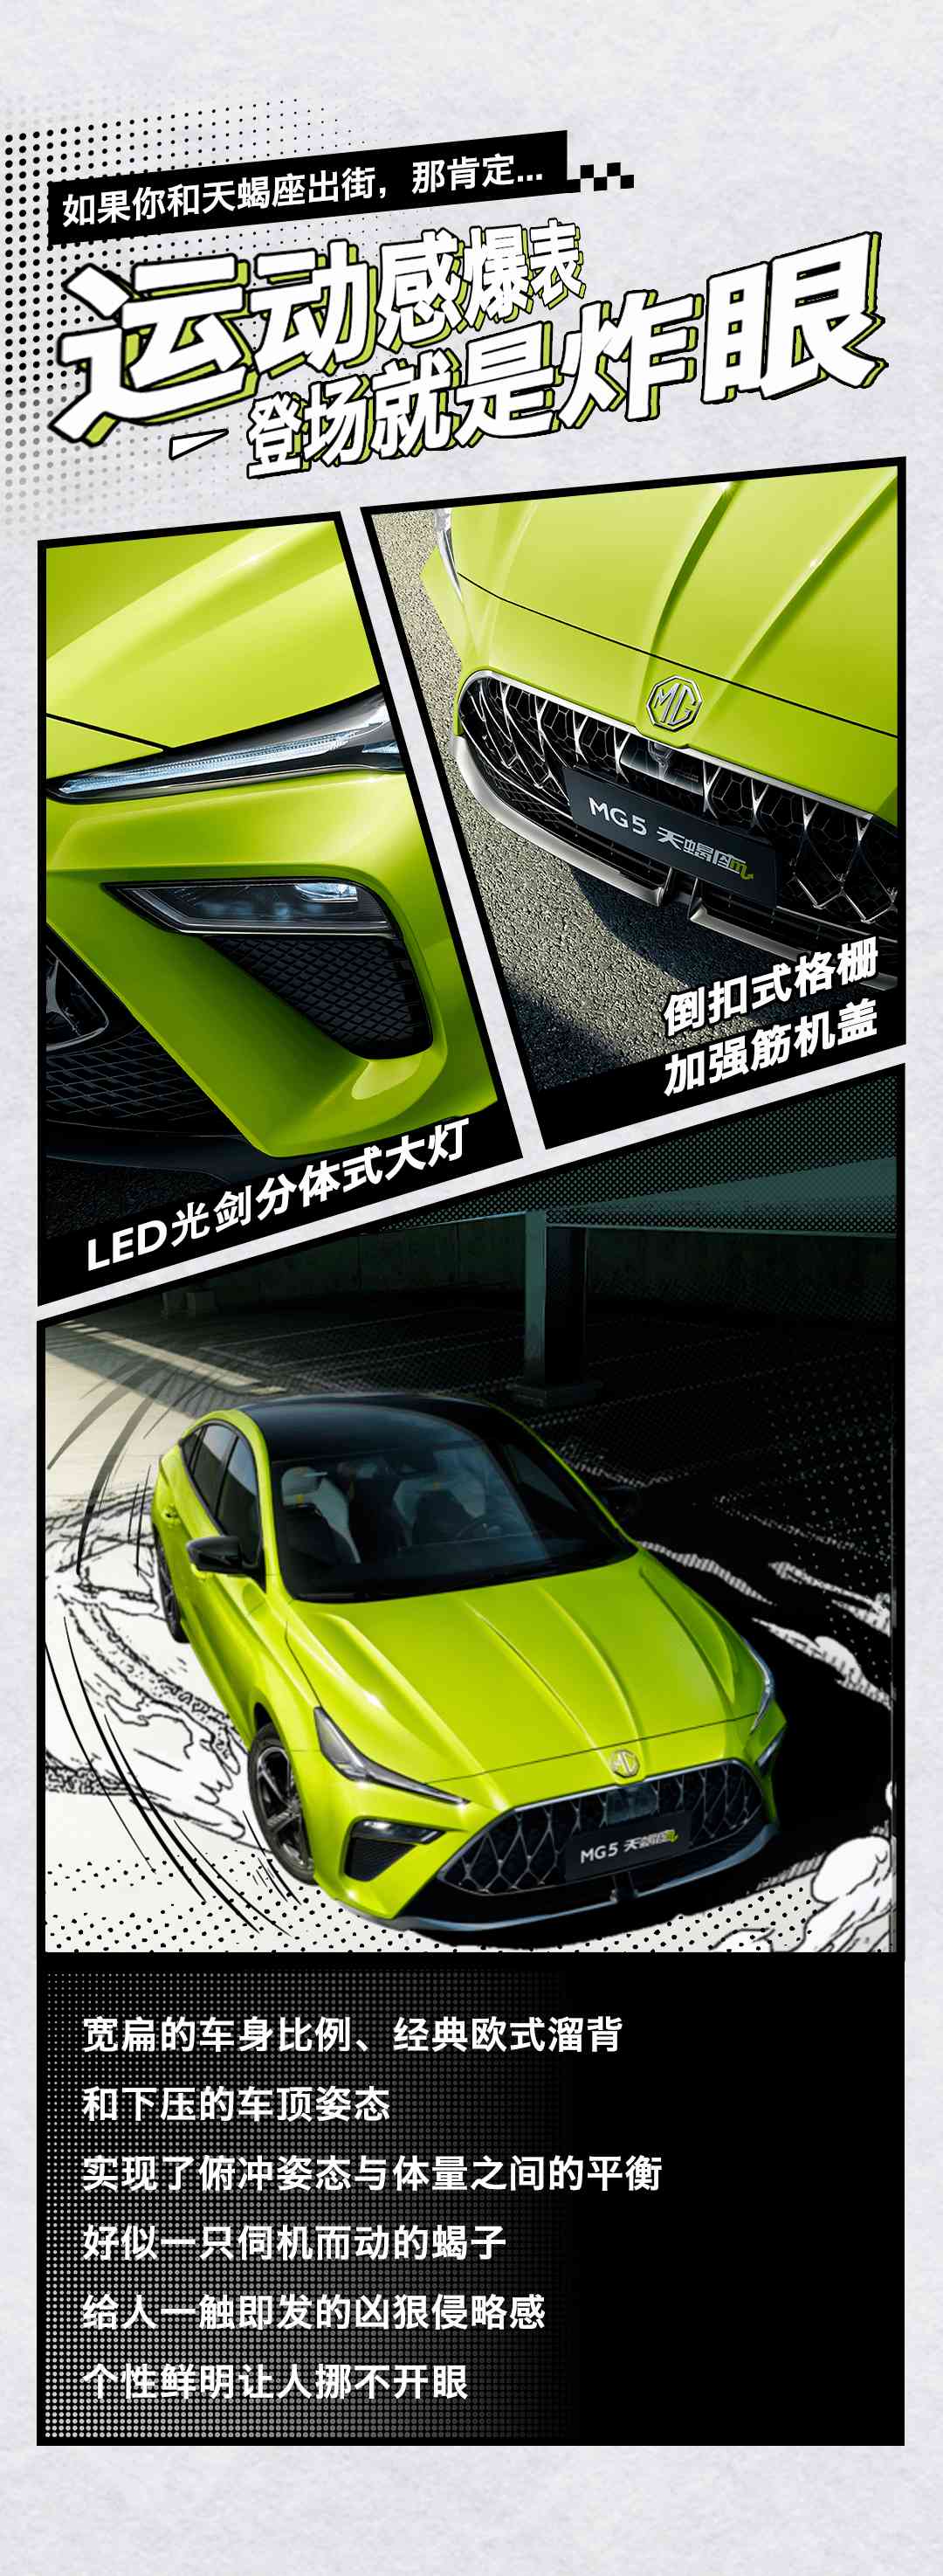 如果你和天蝎座出街，那肯定...
运动感爆表
登场就是炸眼
MG
MG5 天蝎座
倒扣式格栅
加强筋机盖
LED光剑分体式大灯
MG
MG5 天蝎座
宽扁的车身比例、经典欧式溜背
和下压的车顶姿态
实现了俯冲姿态与体量之间的平衡
好似一只伺机而动的蝎子
给人一触即发的凶狠侵略感
个性鲜明让人挪不开眼